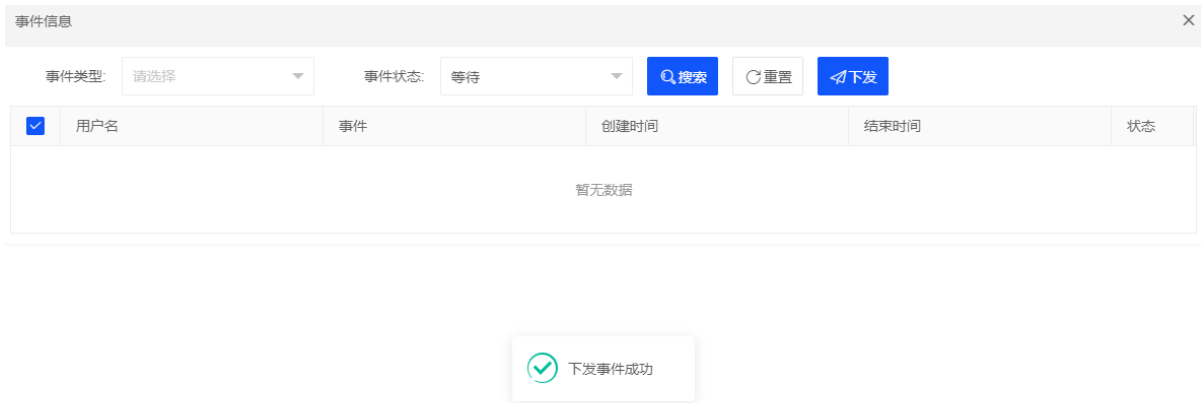 事件信息
事件类型: 请选择 事件状态: 等待 搜索 重置 下发
用户名 事件 创建时间 结束时间 状态
暂无数据
下发事件成功